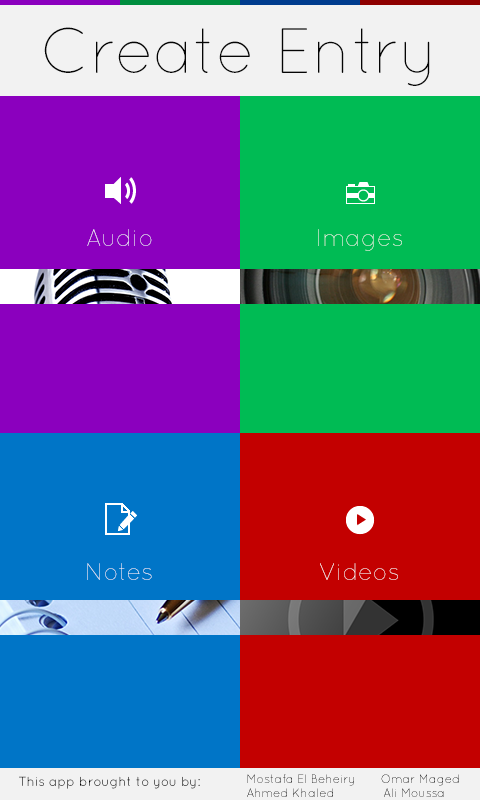 Create Entry
Audio
Images
Notes
Videos
This app brought to you by:
Mostafa El Beheiry
Omar Maged
Ahmed Khaled
Ali Moussa